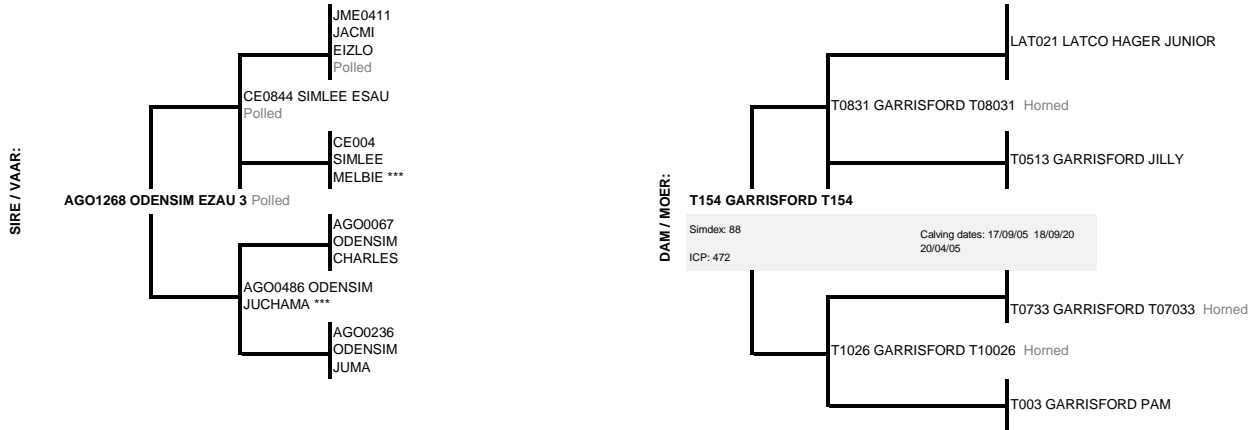 SIRE / VAAR:
JME0411
JACMI
EIZLO
Polled
CE0844 SIMLEE ESAU
Polled
CE004
SIMLEE
MELBIE ***
AGO1268 ODENSIM EZAU 3 Polled
AGO0067
ODENSIM
CHARLES
AGO0486 ODENSIM
JUCHAMA ***
AGO0236
ODENSIM
JUMA
DAM / MOER:
LAT021 LATCO HAGER JUNIOR
T0831 GARRISFORD T08031 Horned
T0513 GARRISFORD JILLY
T154 GARRISFORD T154
Simdex: 88
Calving dates: 17/09/05 18/09/20
20/04/05
ICP: 472
T0733 GARRISFORD T07033 Horned
T1026 GARRISFORD T10026 Horned
T003 GARRISFORD PAM